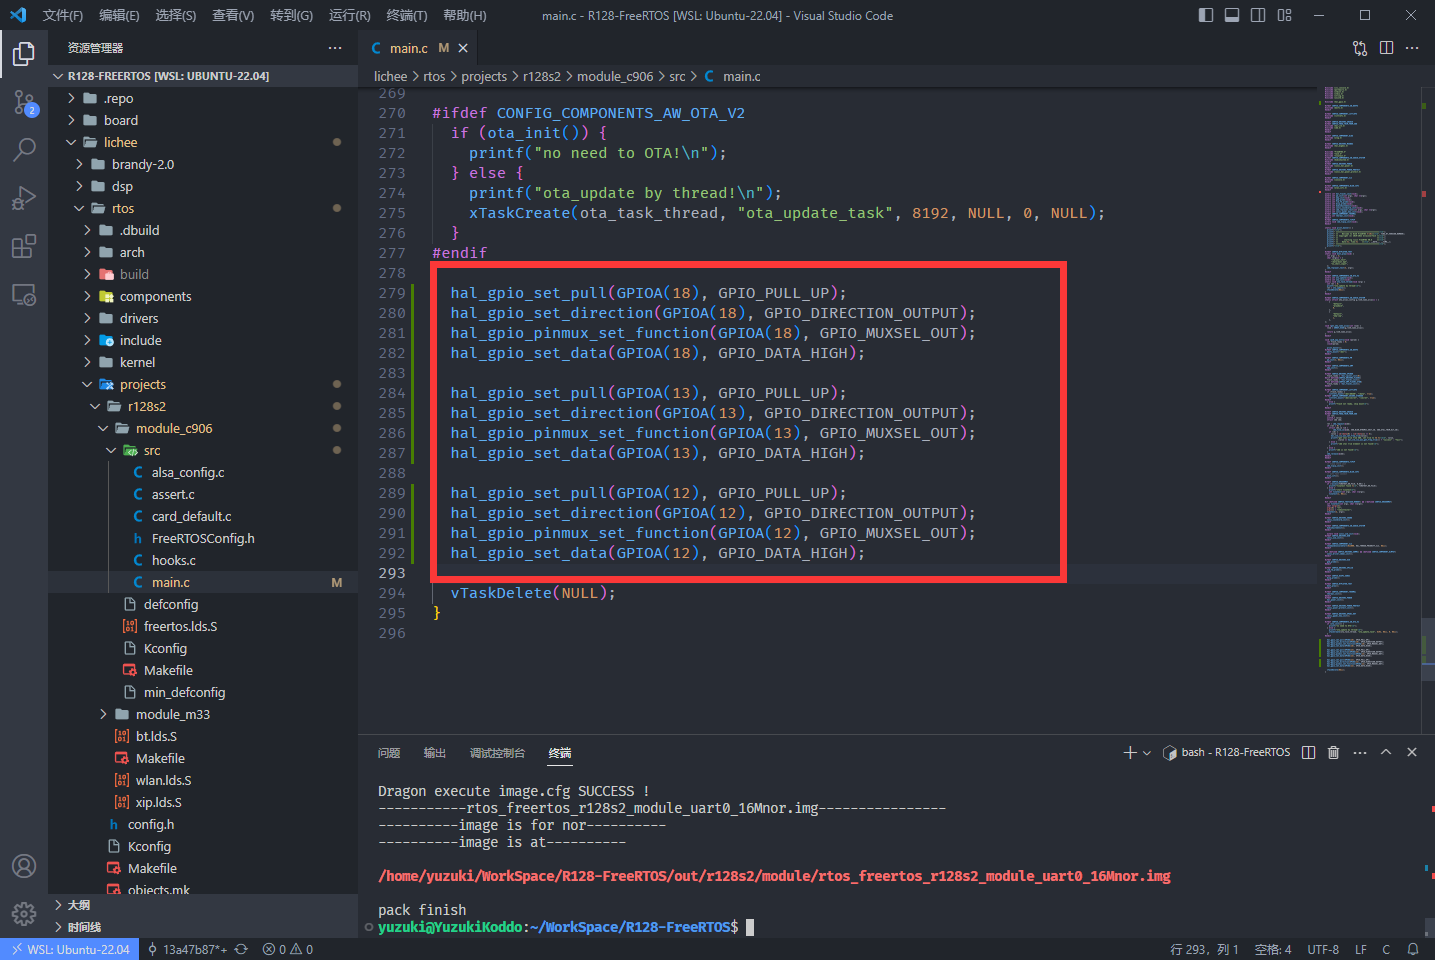 文件(F) 编辑(E) 选择(S) 查看(V) 转到(G) 运行(R) 终端(T) 帮助(H) main.c - R128-FreeRTOS [WSL: Ubuntu-22.04] - Visual Studio Code
资源管理器 ···
R128-FREERTOS [WSL: UBUNTU-22.04]
.repo
board
lichee
brandy-2.0
dsp
rtos
.dbuild
arch
build
components
drivers
include
kernel
projects
r128s2
module_c906
src
alsa_config.c
assert.c
card_default.c
FreeRTOSConfig.h
hooks.c
main.c M
defconfig
freertos.lds.S
Kconfig
Makefile
min_defconfig
module_m33
bt.lds.S
Makefile
wlan.lds.S
xip.lds.S
config.h
Kconfig
Makefile
objects.mk
大纲
时间线
2
main.c M
lichee > rtos > projects > r128s2 > module_c906 > src > main.c
269
270 #ifdef CONFIG_COMPONENTS_AW_OTA_V2
271 if (ota_init()) {
272 printf("no need to OTA!\n");
273 } else {
274 printf("ota_update by thread!\n");
275 xTaskCreate(ota_task_thread, "ota_update_task", 8192, NULL, 0, NULL);
276 }
277 #endif
278
279 hal_gpio_set_pull(GPIOA(18), GPIO_PULL_UP);
280 hal_gpio_set_direction(GPIOA(18), GPIO_DIRECTION_OUTPUT);
281 hal_gpio_pinmux_set_function(GPIOA(18), GPIO_MUXSEL_OUT);
282 hal_gpio_set_data(GPIOA(18), GPIO_DATA_HIGH);
283
284 hal_gpio_set_pull(GPIOA(13), GPIO_PULL_UP);
285 hal_gpio_set_direction(GPIOA(13), GPIO_DIRECTION_OUTPUT);
286 hal_gpio_pinmux_set_function(GPIOA(13), GPIO_MUXSEL_OUT);
287 hal_gpio_set_data(GPIOA(13), GPIO_DATA_HIGH);
288
289 hal_gpio_set_pull(GPIOA(12), GPIO_PULL_UP);
290 hal_gpio_set_direction(GPIOA(12), GPIO_DIRECTION_OUTPUT);
291 hal_gpio_pinmux_set_function(GPIOA(12), GPIO_MUXSEL_OUT);
292 hal_gpio_set_data(GPIOA(12), GPIO_DATA_HIGH);
293
294 vTaskDelete(NULL);
295 }
296
问题 输出 调试控制台 终端 bash - R128-FreeRTOS
Dragon execute image.cfg SUCCESS !
-----------rtos_freertos_r128s2_module_uart0_16Mnor.img----------------
----------image is for nor----------
----------image is at----------
/home/yuzuki/WorkSpace/R128-FreeRTOS/out/r128s2/module/rtos_freertos_r128s2_module_uart0_16Mnor.img
pack finish
yuzuki@YuzukiKoddo:~/WorkSpace/R128-FreeRTOS$
WSL: Ubuntu-22.04 13a47b87*+ 0 0 行 293，列 1 空格: 4 UTF-8 LF C